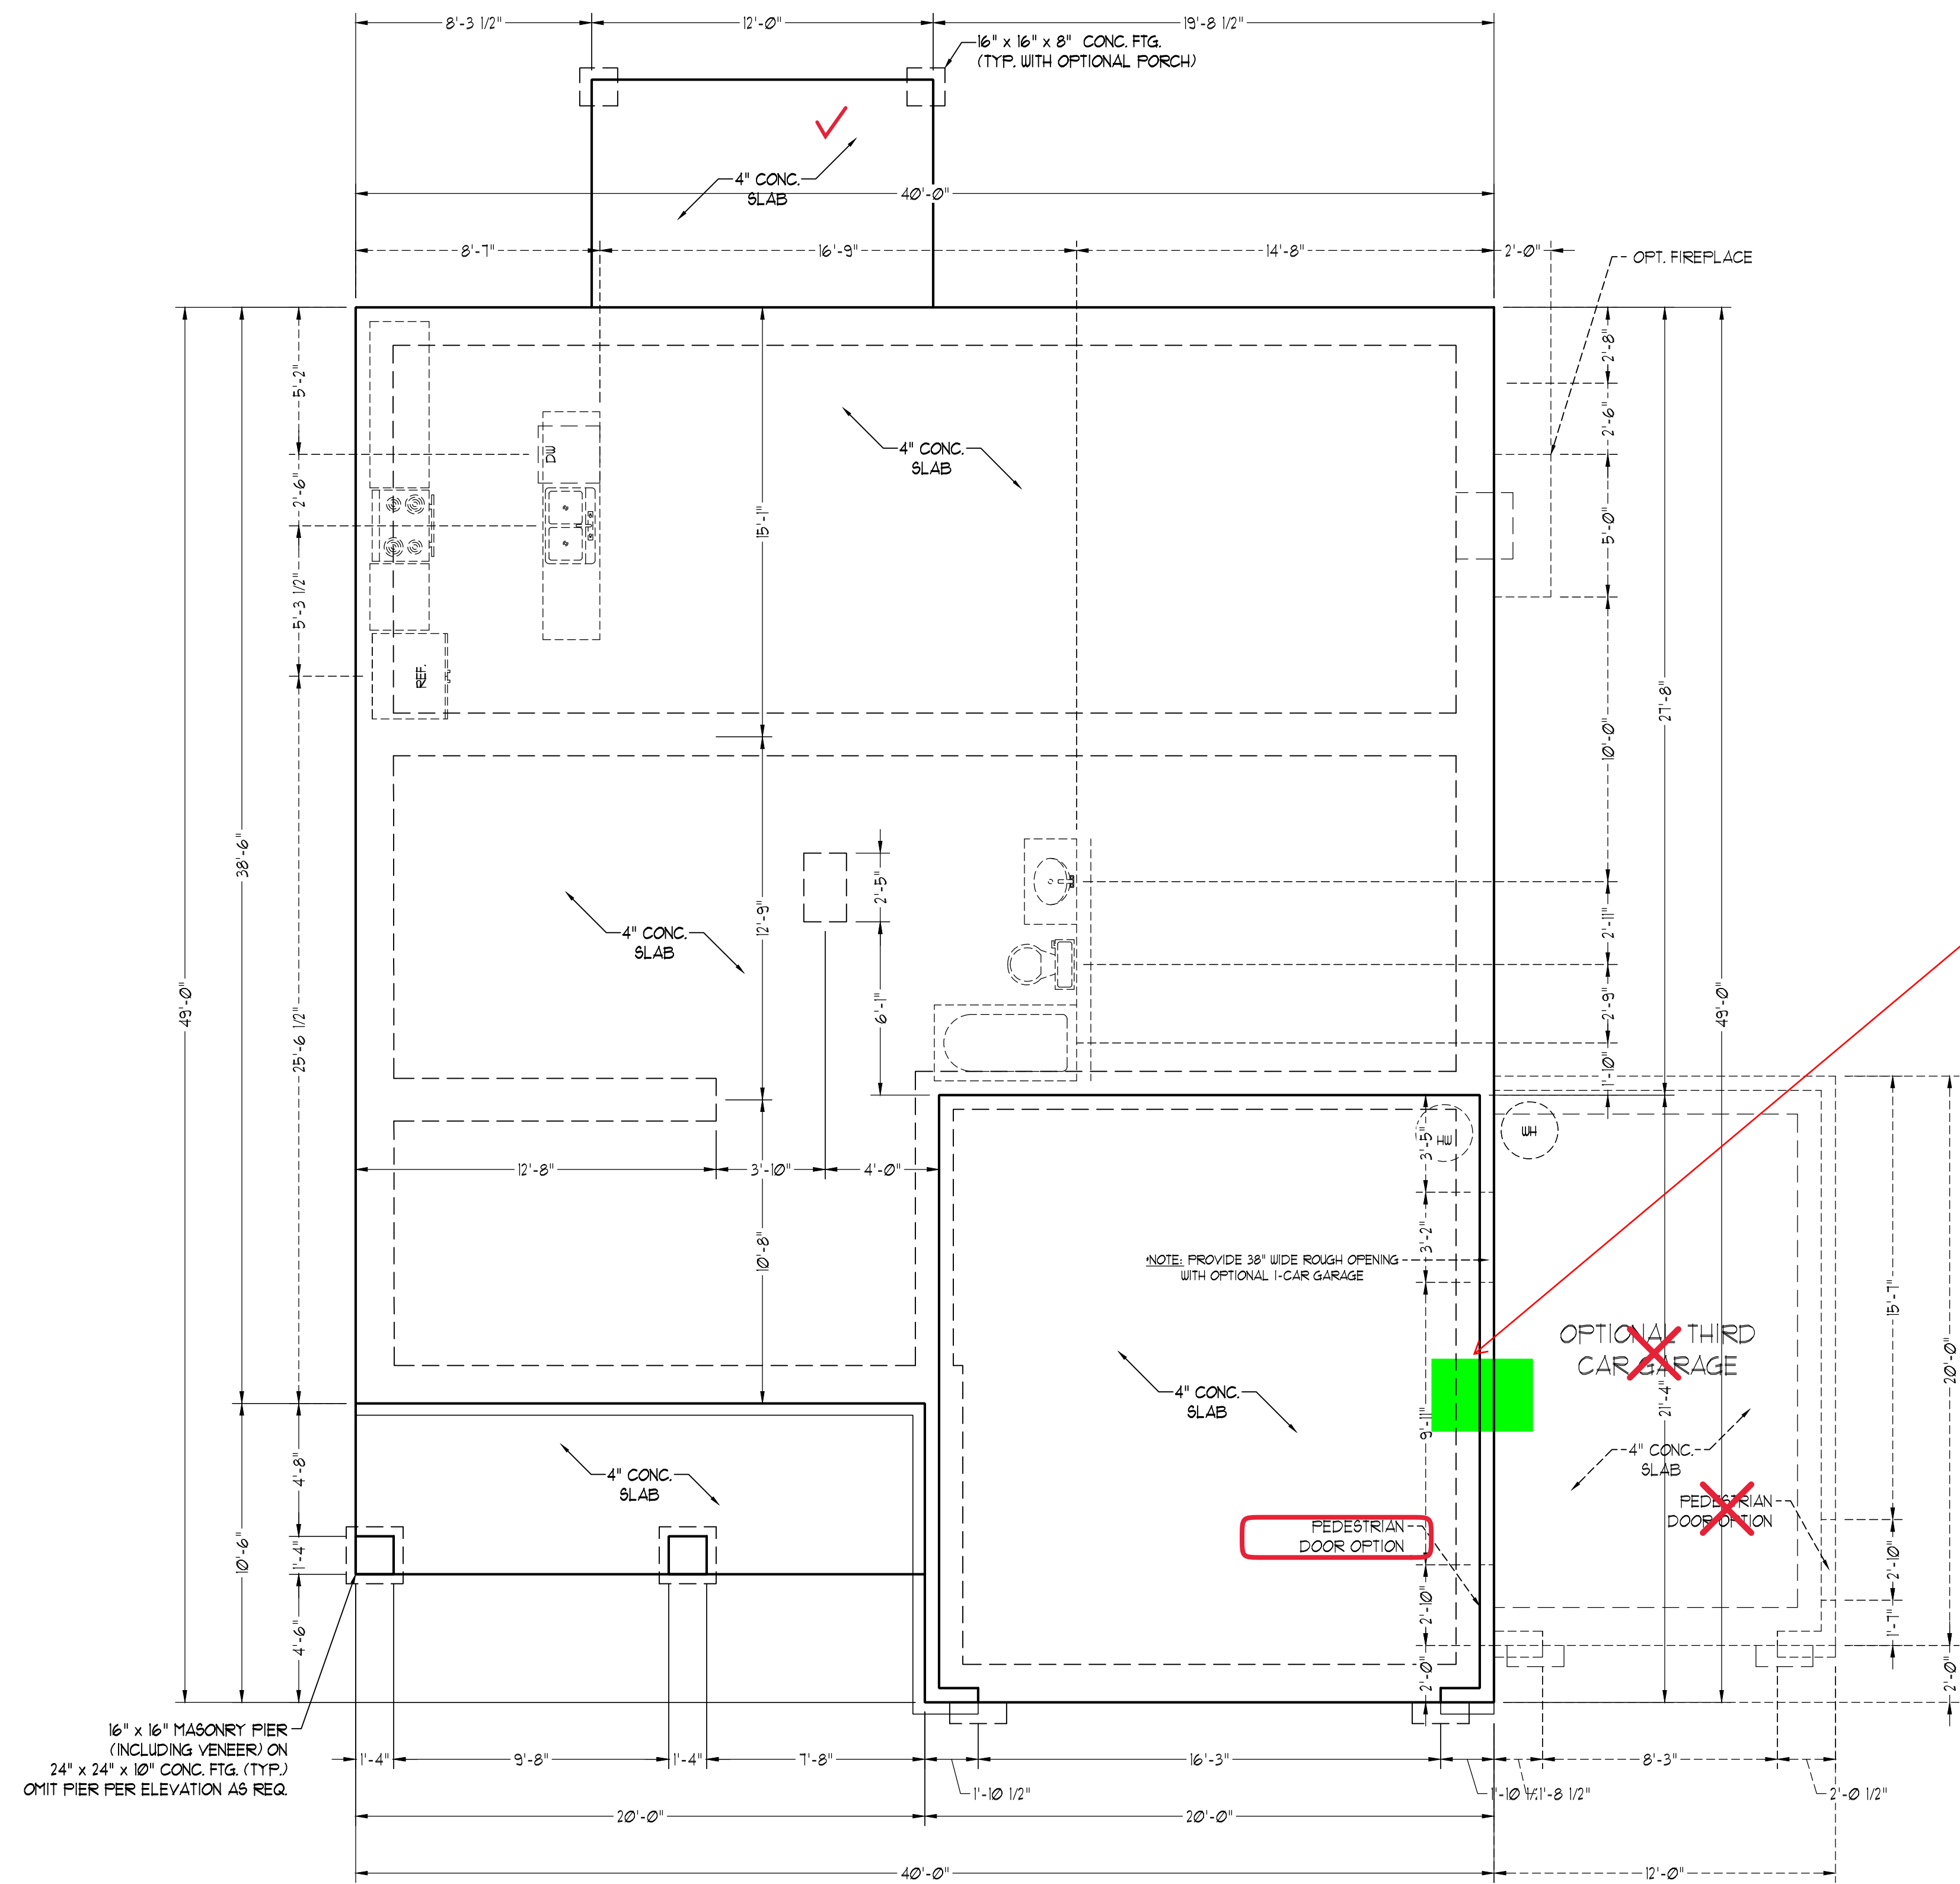 8'-3 1/2" 12'-0" 19'-8 1/2"
16" x 16" x 8" CONC. FTG.
(TYP. WITH OPTIONAL PORCH)
4" CONC.
SLAB
40'-0"
8'-7" 16'-9" 14'-8" 2'-0"
OPT. FIREPLACE
5'-2"
2'-6"
5'-3 1/2"
25'-6 1/2"
38'-6"
49'-0"
4'-8"
1'-4"
4'-6"
10'-6"
DW
REF.
4" CONC.
SLAB
15'-1"
12'-9"
10'-8"
2'-5"
6'-1"
4" CONC.
SLAB
12'-8" 3'-10" 4'-0"
2'-8"
2'-6"
5'-0"
10'-0"
2'-11"
2'-9"
1'-10"
27'-8"
49'-0"
21'-4"
HW
WH
3'-5"
3'-2"
9'-11"
2'-10"
2'-0"
*NOTE: PROVIDE 38" WIDE ROUGH OPENING
WITH OPTIONAL 1-CAR GARAGE
OPTIONAL THIRD
CAR GARAGE
4" CONC.
SLAB
4" CONC.
SLAB
4" CONC.
SLAB
PEDESTRIAN
DOOR OPTION
PEDESTRIAN
DOOR OPTION
15'-7"
2'-10"
1'-7"
20'-0"
2'-0"
16" x 16" MASONRY PIER
(INCLUDING VENEER) ON
24" x 24" x 10" CONC. FTG. (TYP.)
OMIT PIER PER ELEVATION AS REQ.
1'-4" 9'-8" 1'-4" 7'-8" 16'-3" 8'-3"
1'-10 1/2" 1'-10 1'-8 1/2" 2'-0 1/2"
20'-0" 20'-0"
40'-0" 12'-0"